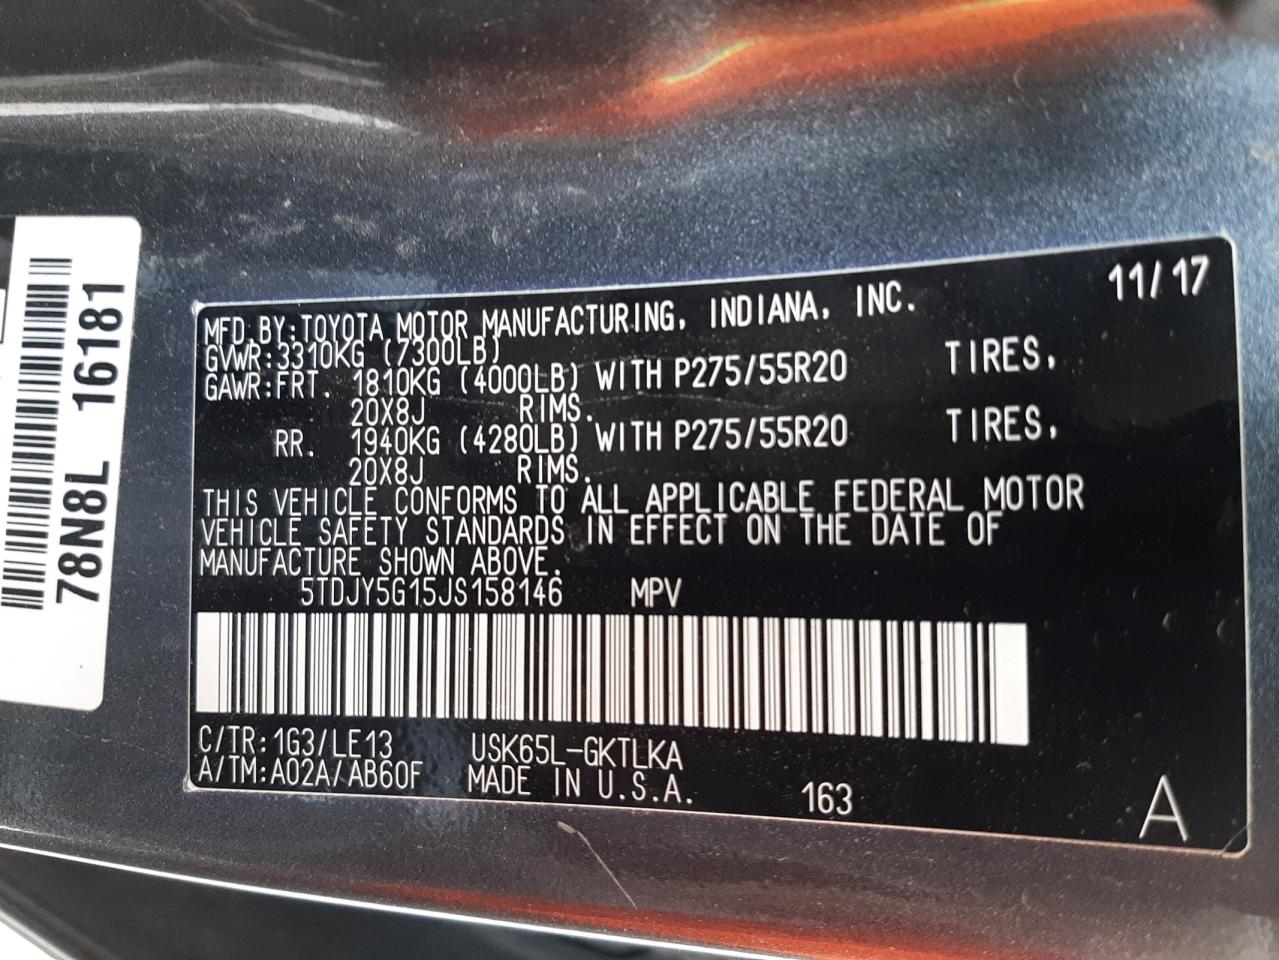 78N8L 16181
11/17
MFD.BY:TOYOTA MOTOR MANUFACTURING, INDIANA, INC.
GVWR:3310KG (7300LB)
GAWR:FRT. 1810KG (4000LB) WITH P275/55R20 TIRES,
20X8J RIMS.
RR. 1940KG (4280LB) WITH P275/55R20 TIRES,
20X8J RIMS.
THIS VEHICLE CONFORMS TO ALL APPLICABLE FEDERAL MOTOR
VEHICLE SAFETY STANDARDS IN EFFECT ON THE DATE OF
MANUFACTURE SHOWN ABOVE.
5TDJY5G15JS158146 MPV
C/TR:1G3/LE13 USK65L-GKTLKA
A/TM:A02A/AB60F MADE IN U.S.A. 163 A